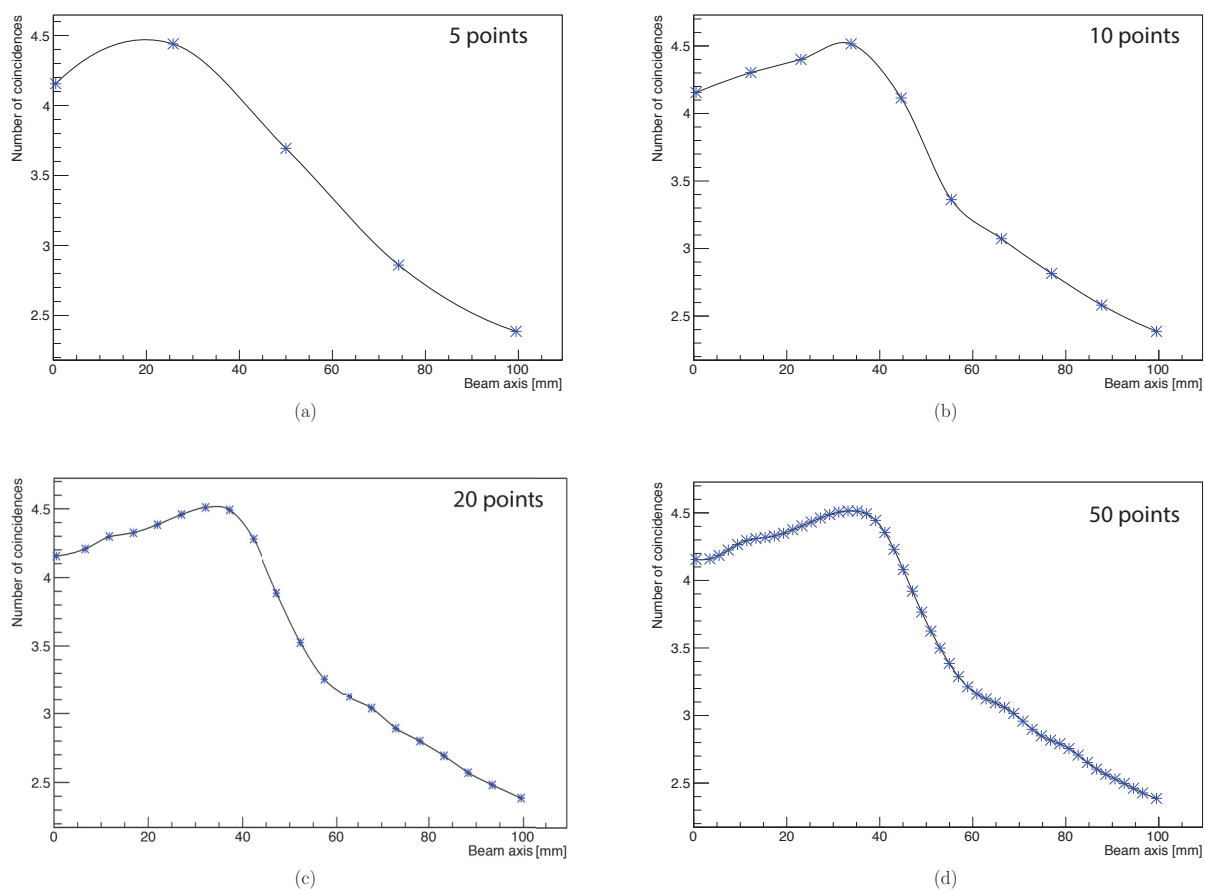 5 points
Number of coincidences
4.5
4
3.5
3
2.5
0 20 40 60 80 100
Beam axis [mm]
(a)
10 points
Number of coincidences
4.5
4
3.5
3
2.5
0 20 40 60 80 100
Beam axis [mm]
(b)
20 points
Number of coincidences
4.5
4
3.5
3
2.5
0 20 40 60 80 100
Beam axis [mm]
(c)
50 points
Number of coincidences
4.5
4
3.5
3
2.5
0 20 40 60 80 100
Beam axis [mm]
(d)